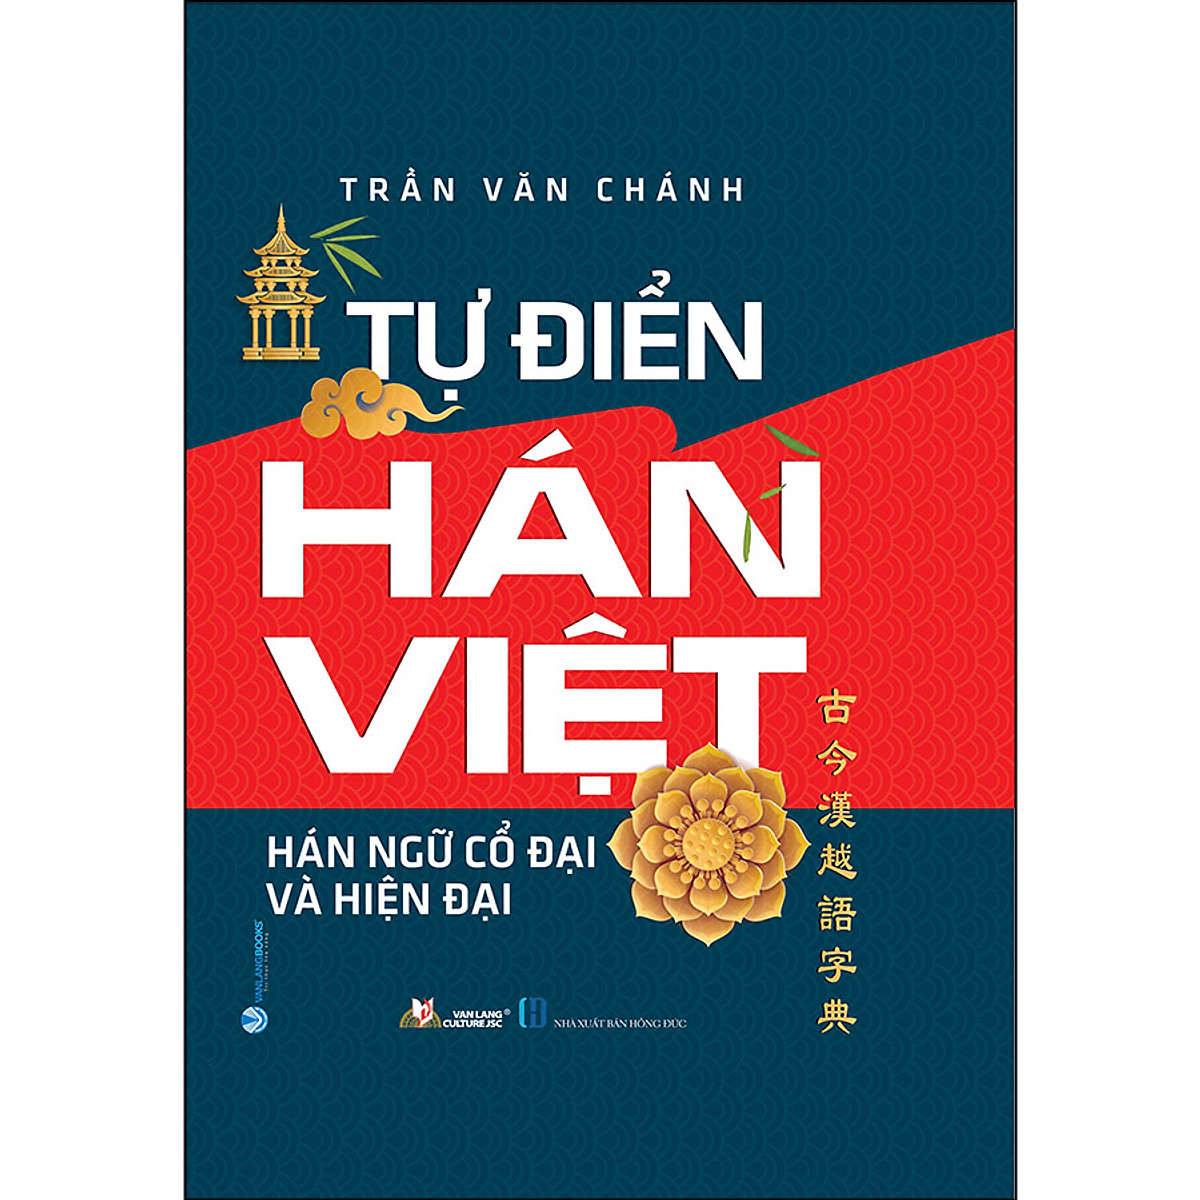 TRẦN VĂN CHÁNH
TỰ ĐIỂN
HÁN
VIỆT
古今漢越語字典
HÁN NGỮ CỔ ĐẠI
VÀ HIỆN ĐẠI
VANLANGBOOKS
VAN LANG
CULTURE JSC
NHÀ XUẤT BẢN HỒNG ĐỨC